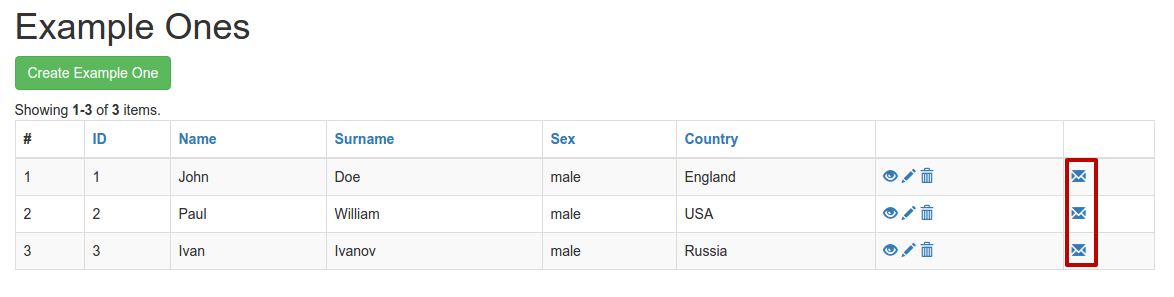 Example Ones
Create Example One
Showing 1-3 of 3 items.
# ID Name Surname Sex Country
1 1 John Doe male England
2 2 Paul William male USA
3 3 Ivan Ivanov male Russia